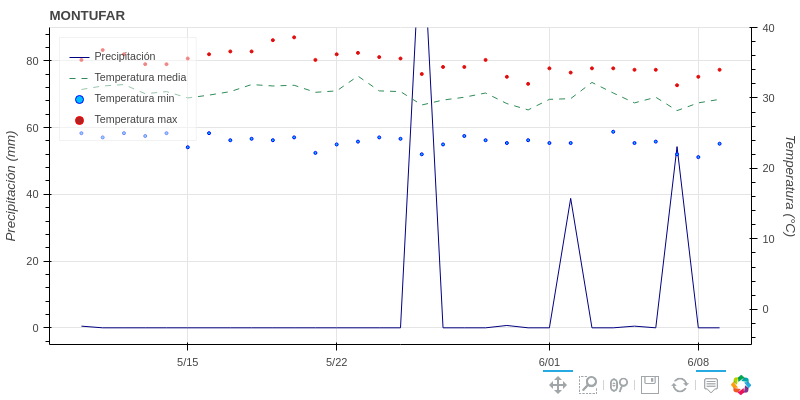 MONTUFAR
Precipitación
Temperatura media
Temperatura min
Temperatura max
Precipitación (mm)
80
60
40
20
0
Temperatura (°C)
40
30
20
10
0
5/15
5/22
6/01
6/08